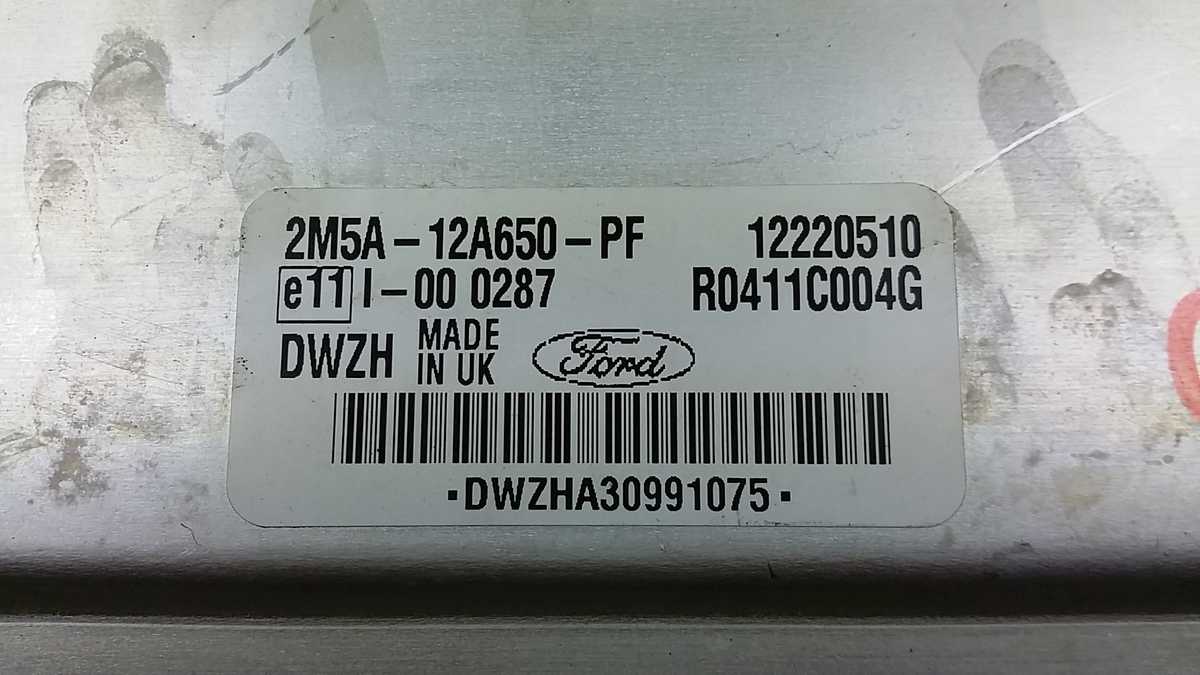 2M5A-12A650-PF 12220510
e11 I-00 0287 R0411C004G
DWZH MADE IN UK Ford
·DWZHA30991075·